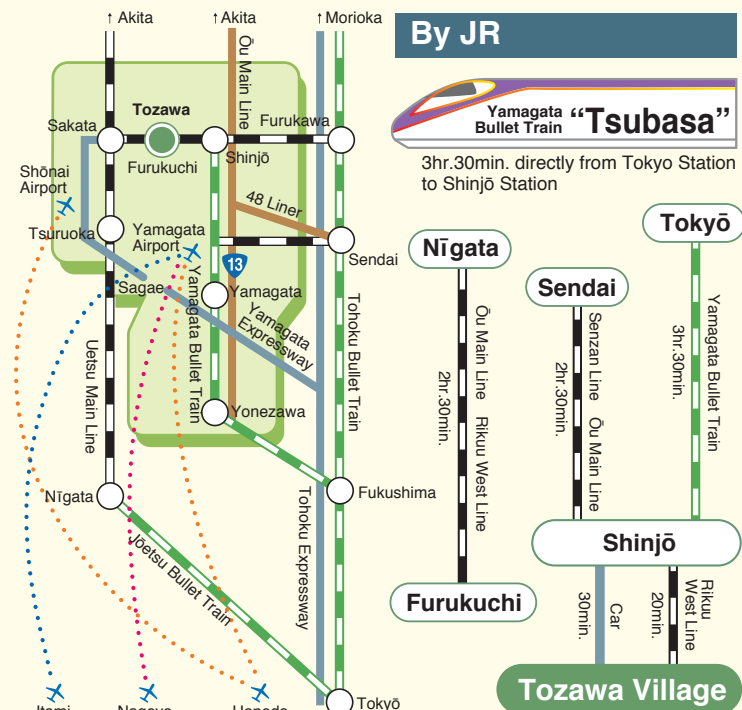 ↑ Akita
↑ Akita
↑ Morioka
Ōu Main Line
Tozawa
Sakata
Furukuchi
Shinjō
Furukawa
Shōnai
Airport
48 Liner
Tsuruoka
Yamagata
Airport
Sendai
13
Sagae
Yamagata
Yamagata
Expressway
Yamagata Bullet Train
Tohoku Bullet Train
Uetsu Main Line
Yonezawa
Nīgata
Fukushima
Tohoku Expressway
Jōetsu Bullet Train
Itami
Nagoya
Haneda
Tokyō
By JR
Yamagata
Bullet Train "Tsubasa"
3hr.30min. directly from Tokyo Station
to Shinjō Station
Nīgata
Ōu Main Line Rikuu West Line
2hr.30min.
Furukuchi
Sendai
Senzan Line Ōu Main Line
2hr.30min.
Tokyō
Yamagata Bullet Train
3hr.30min.
Shinjō
Car
30min.
Rikuu
West Line
20min.
Tozawa Village